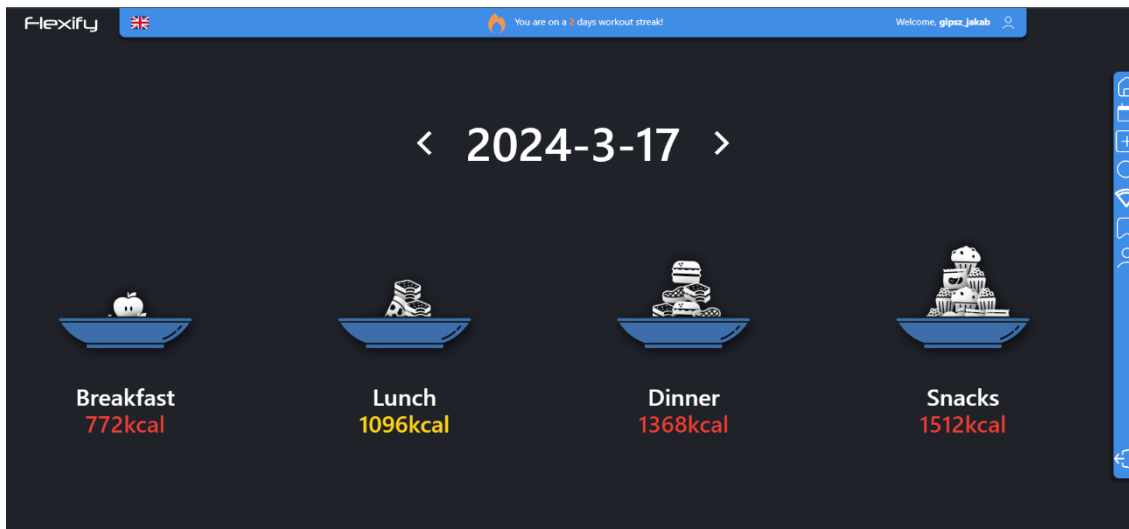 Flexify
You are on a 2 days workout streak!
Welcome, gipsz_jakab
< 2024-3-17 >
Breakfast
772kcal
Lunch
1096kcal
Dinner
1368kcal
Snacks
1512kcal